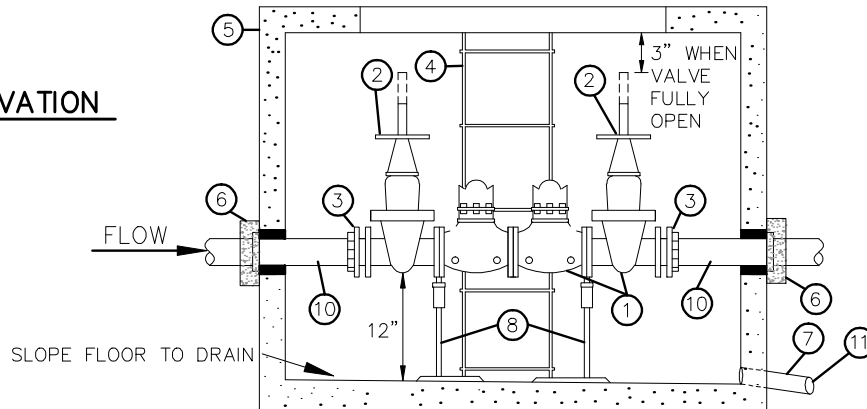 5
4
2
2
3" WHEN
VALVE
FULLY
OPEN
VATION
6
3
3
FLOW
10
1
10
6
12"
8
SLOPE FLOOR TO DRAIN
7
11